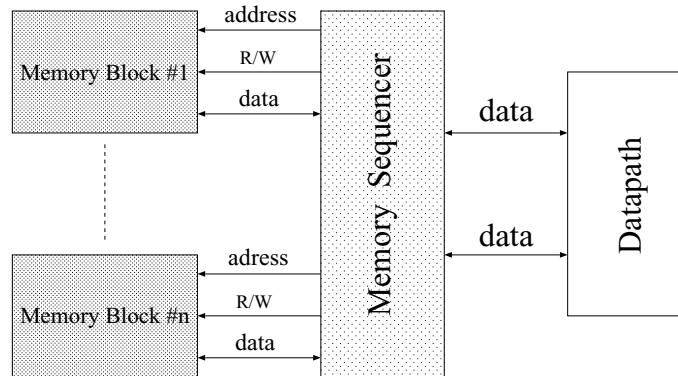 address
Memory Block #1
R/W
data
Memory Sequencer
data
data
Datapath
adress
Memory Block #n
R/W
data